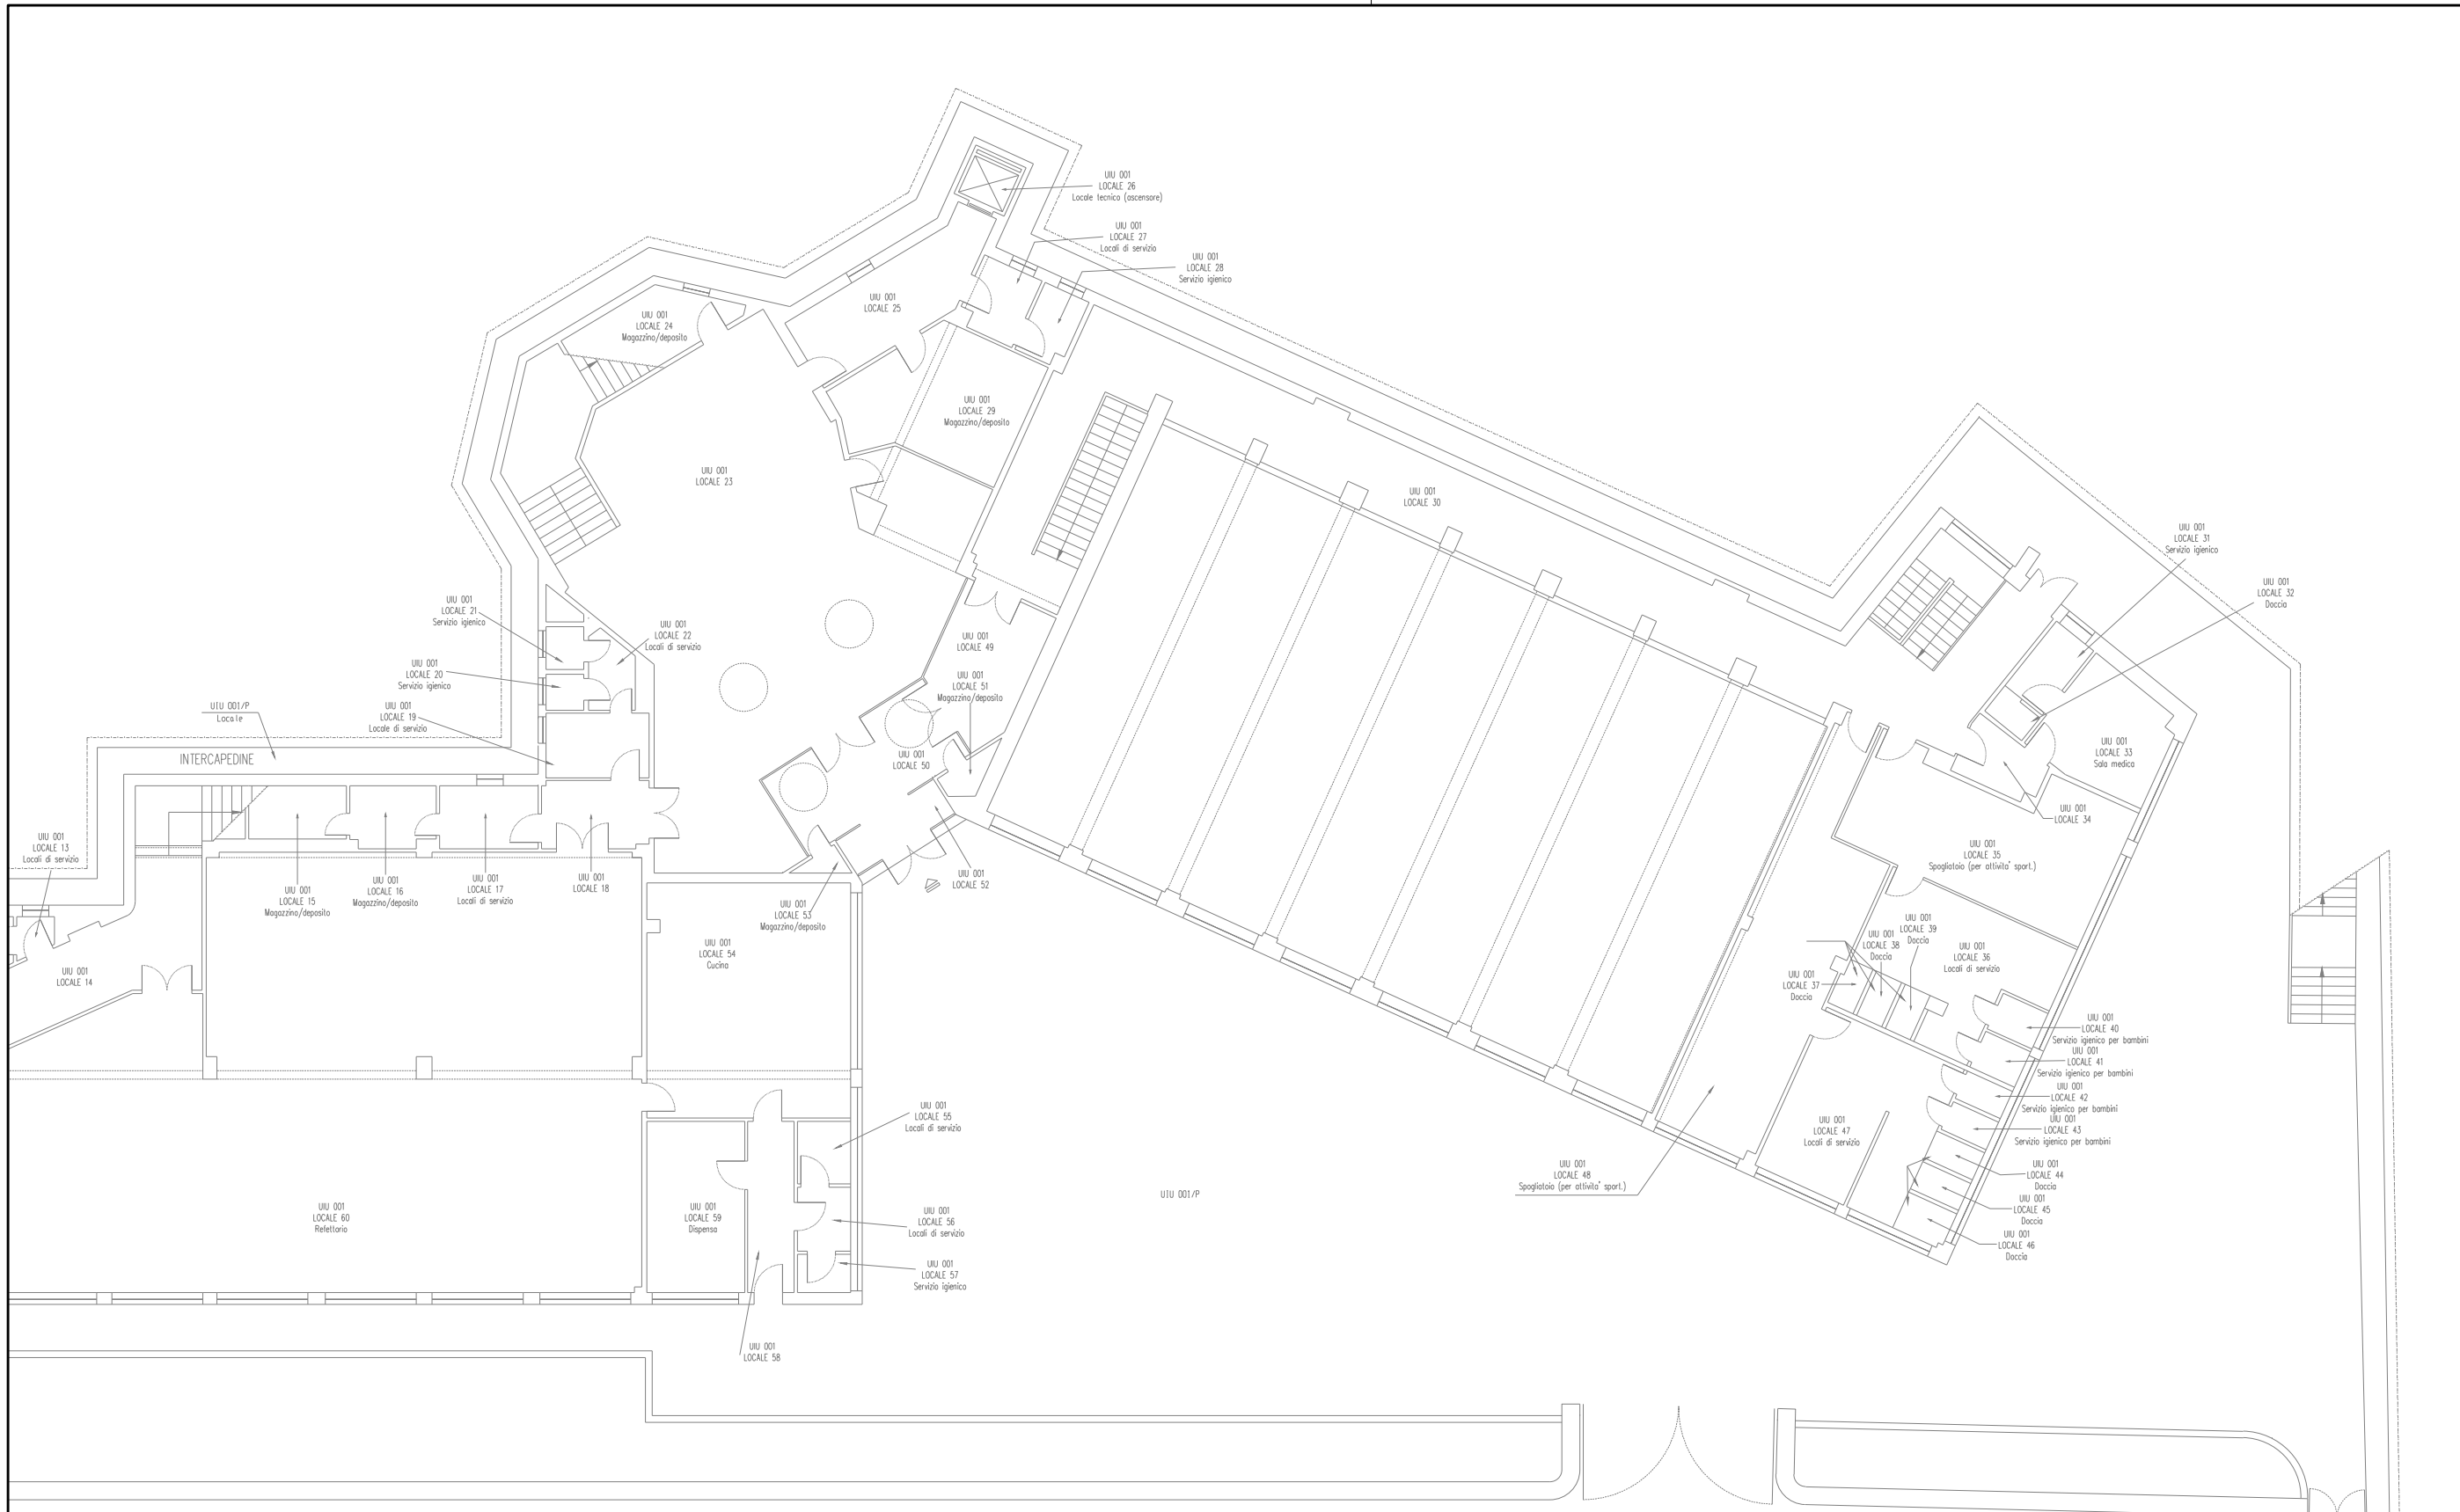 UIU 001
LOCALE 26
Locale tecnico (ascensore)
UIU 001
LOCALE 27
Locali di servizio
UIU 001
LOCALE 28
Servizio igienico
UIU 001
LOCALE 25
UIU 001
LOCALE 24
Magazzino/deposito
UIU 001
LOCALE 29
Magazzino/deposito
UIU 001
LOCALE 23
UIU 001
LOCALE 30
UIU 001
LOCALE 31
Servizio igienico
UIU 001
LOCALE 32
Doccia
UIU 001
LOCALE 21
Servizio igienico
UIU 001
LOCALE 22
Locali di servizio
UIU 001
LOCALE 49
UIU 001
LOCALE 20
Servizio igienico
UIU 001
LOCALE 51
Magazzino/deposito
UIU 001/P
Locale
UIU 001
LOCALE 19
Locale di servizio
INTERCAPEDINE
UIU 001
LOCALE 50
UIU 001
LOCALE 33
Sala medica
UIU 001
LOCALE 34
UIU 001
LOCALE 13
Locali di servizio
UIU 001
LOCALE 15
Magazzino/deposito
UIU 001
LOCALE 16
Magazzino/deposito
UIU 001
LOCALE 17
Locali di servizio
UIU 001
LOCALE 18
UIU 001
LOCALE 52
UIU 001
LOCALE 35
Spogliatoio (per attivita' sport.)
UIU 001
LOCALE 53
Magazzino/deposito
UIU 001
LOCALE 54
Cucina
UIU 001
LOCALE 14
UIU 001
LOCALE 39
Doccia
UIU 001
LOCALE 38
Doccia
UIU 001
LOCALE 36
Locali di servizio
UIU 001
LOCALE 37
Doccia
UIU 001
LOCALE 40
Servizio igienico per bambini
UIU 001
LOCALE 41
Servizio igienico per bambini
UIU 001
LOCALE 42
Servizio igienico per bambini
UIU 001
LOCALE 43
Servizio igienico per bambini
UIU 001
LOCALE 55
Locali di servizio
UIU 001
LOCALE 47
Locali di servizio
UIU 001
LOCALE 44
Doccia
UIU 001
LOCALE 48
Spogliatoio (per attivita' sport.)
UIU 001/P
UIU 001
LOCALE 45
Doccia
UIU 001
LOCALE 60
Refettorio
UIU 001
LOCALE 59
Dispensa
UIU 001
LOCALE 56
Locali di servizio
UIU 001
LOCALE 46
Doccia
UIU 001
LOCALE 57
Servizio igienico
UIU 001
LOCALE 58